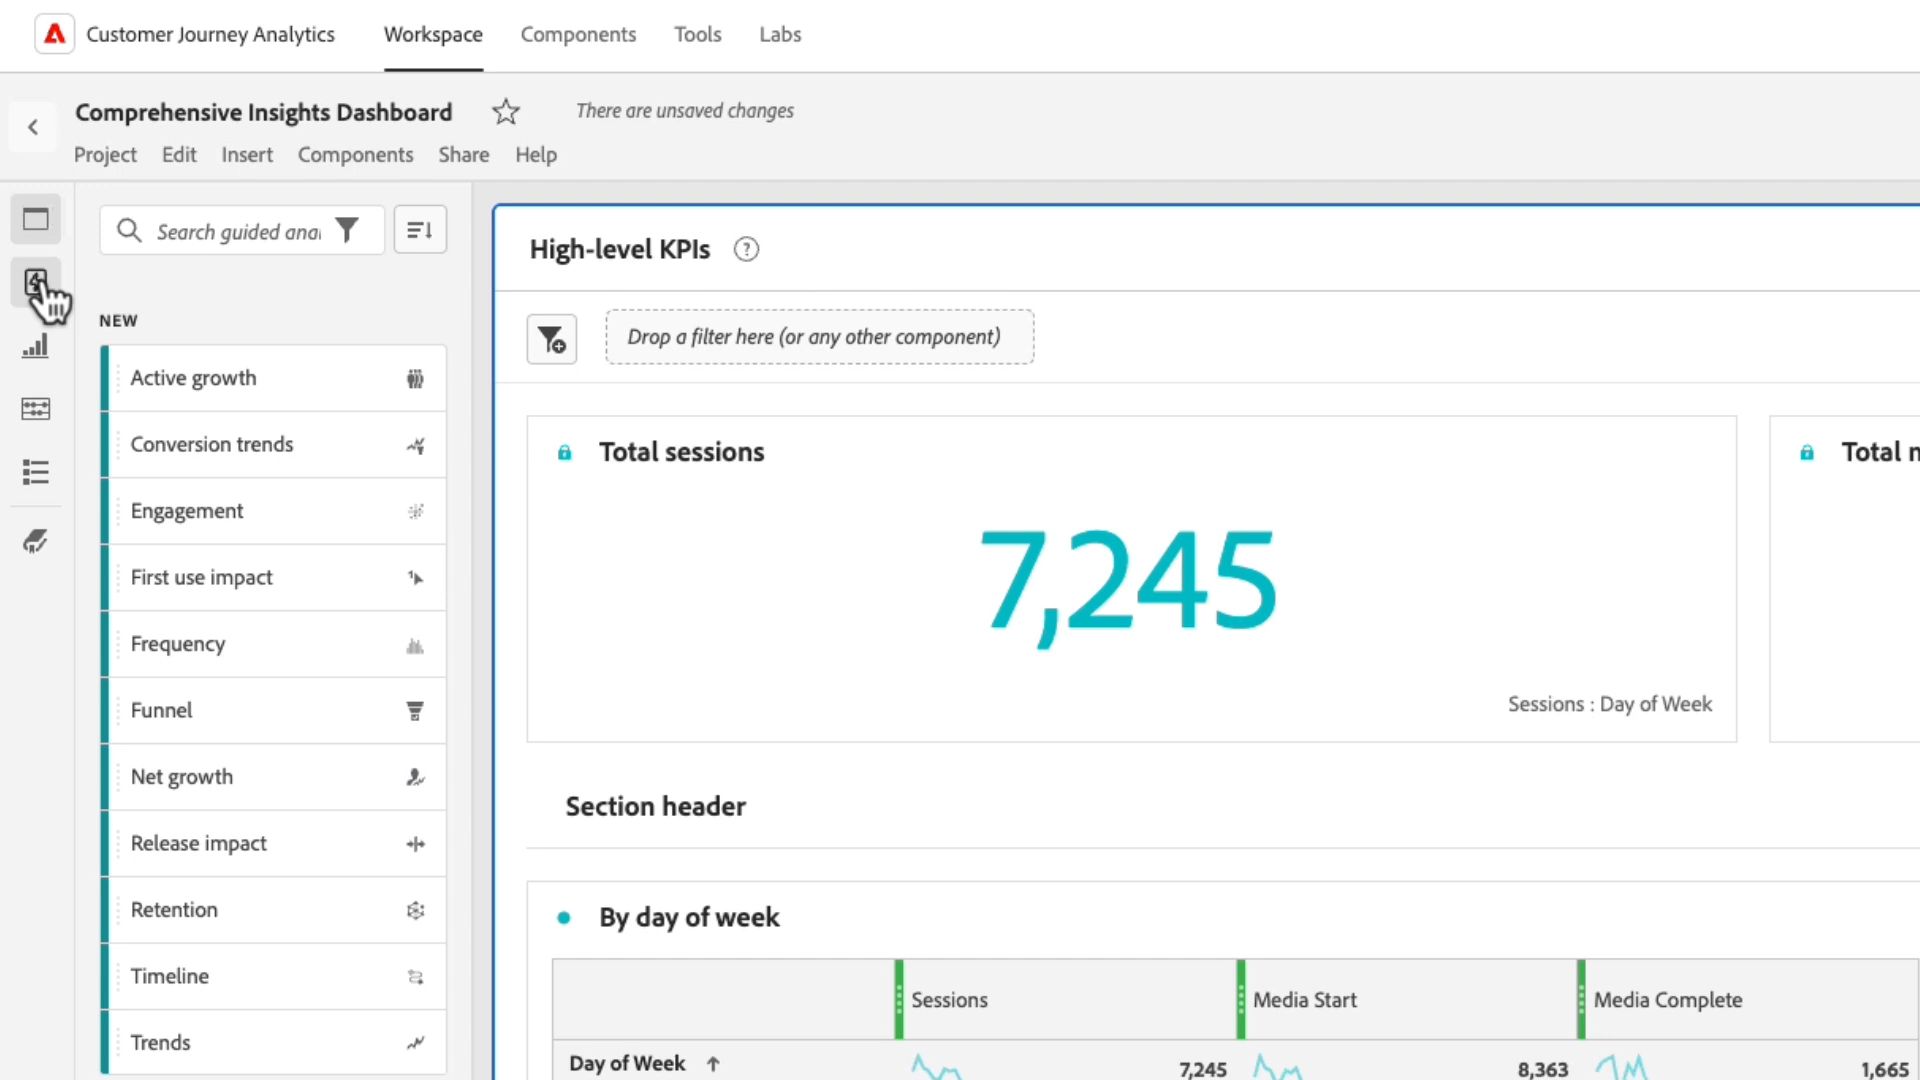 Customer Journey Analytics
Workspace
Components
Tools
Labs
Comprehensive Insights Dashboard
There are unsaved changes
Project
Edit
Insert
Components
Share
Help
Search guided anal
NEW
Active growth
Conversion trends
Engagement
First use impact
Frequency
Funnel
Net growth
Release impact
Retention
Timeline
Trends
High-level KPIs
Drop a filter here (or any other component)
Total sessions
7,245
Sessions : Day of Week
Total
Section header
By day of week
Sessions
Media Start
Media Complete
Day of Week
7,245
8,363
1,665